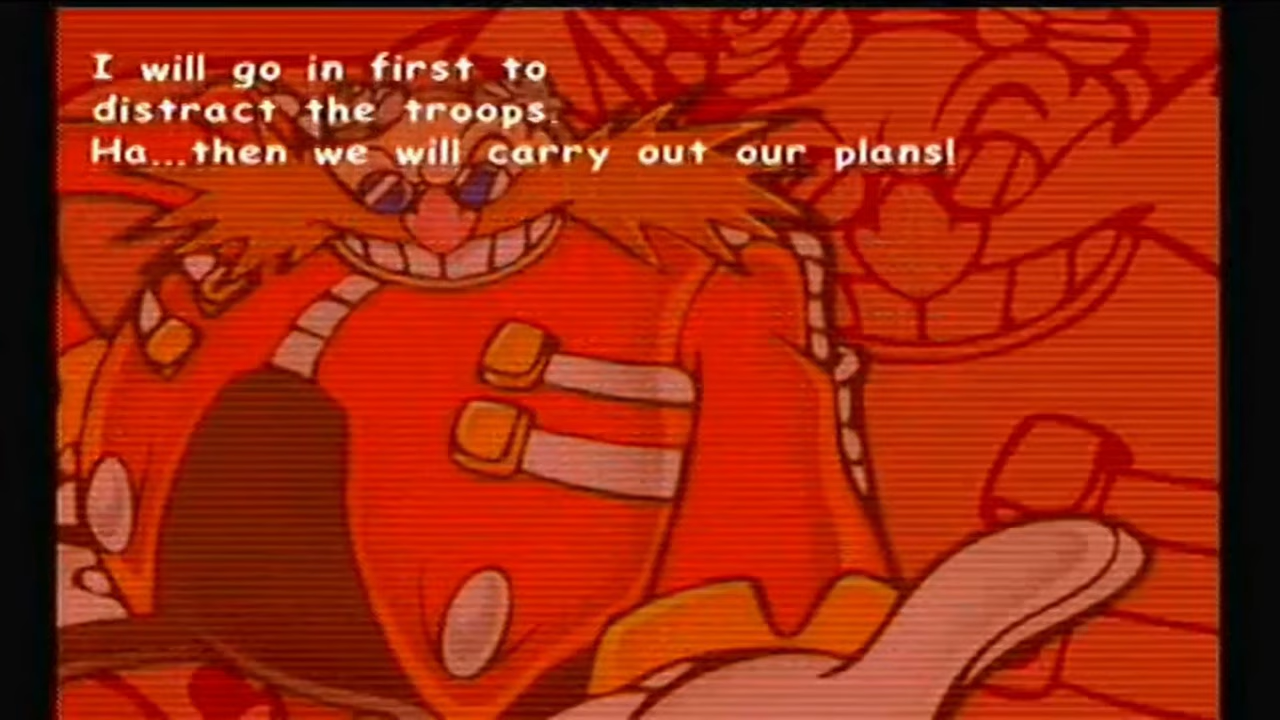 I will go in first to
distract the troops.
Ha...then we will carry out our plans!